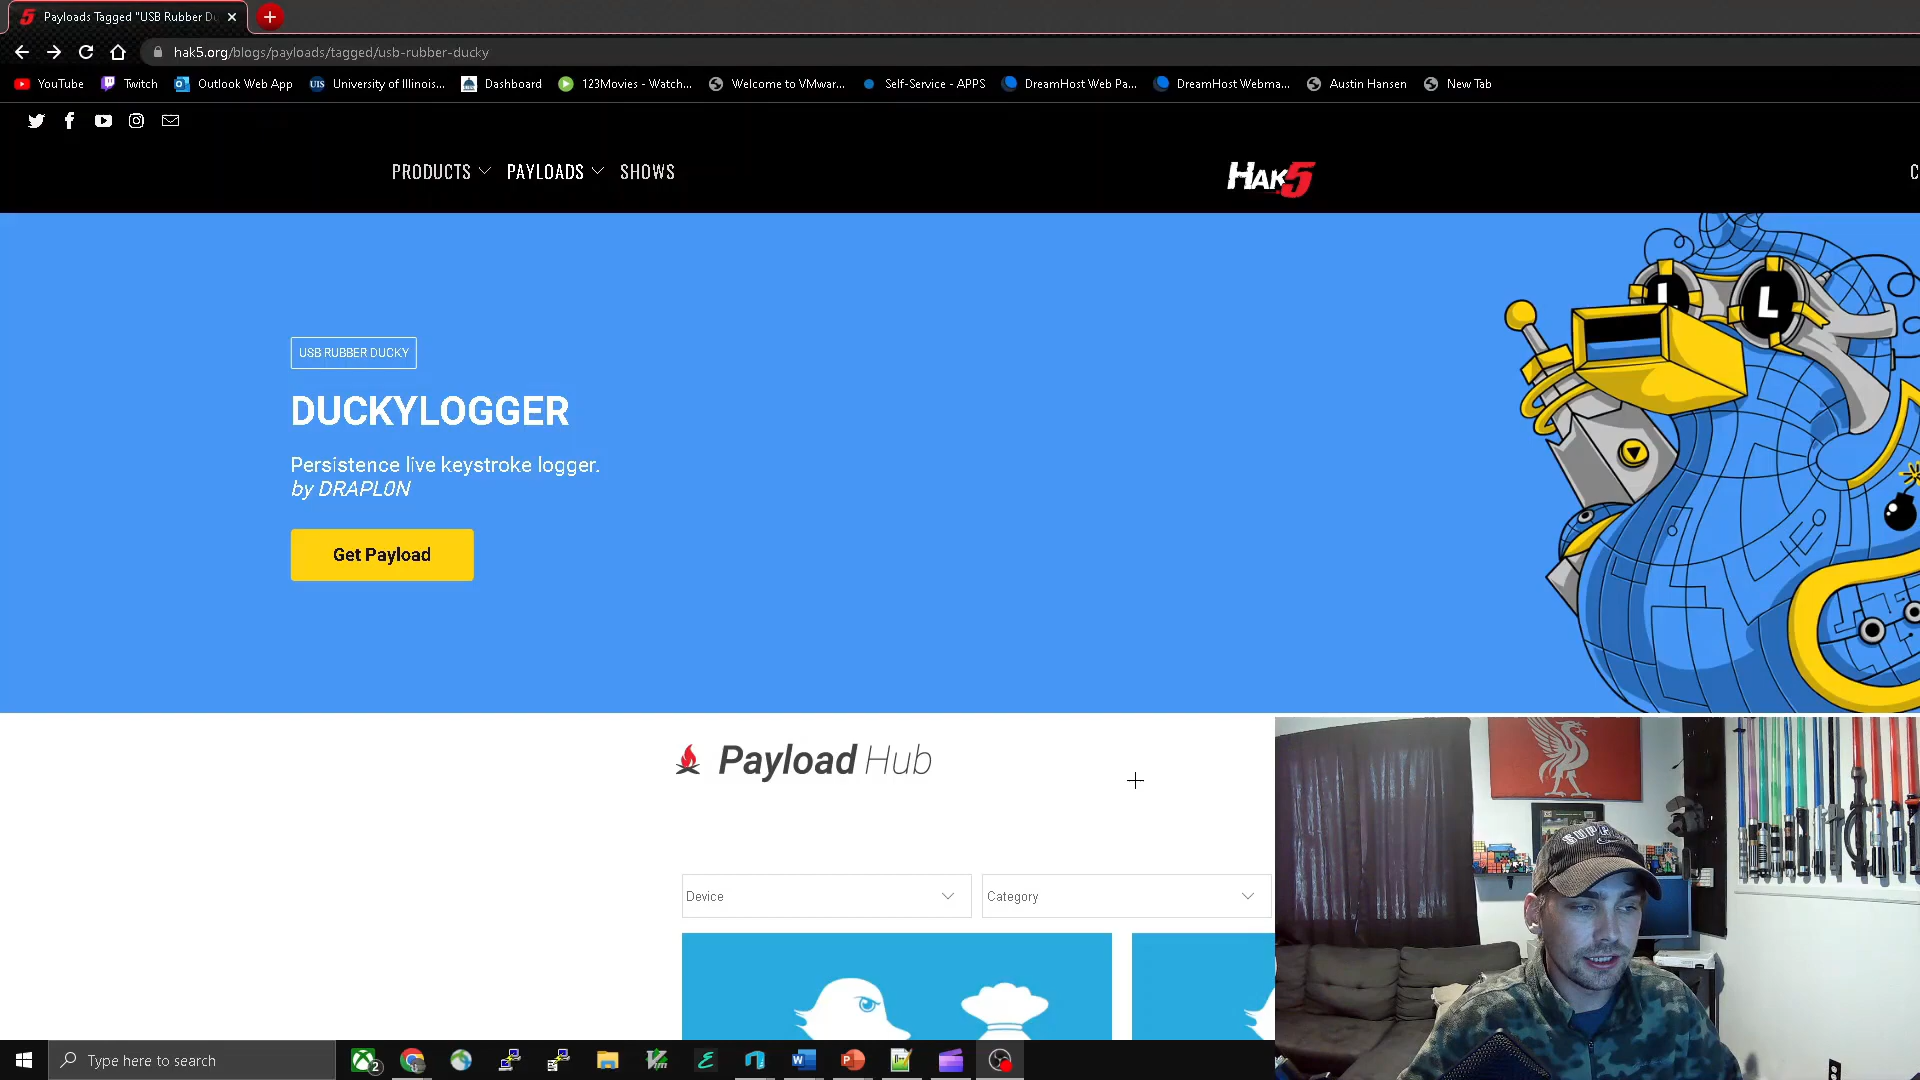 Payloads Tagged "USB Rubber Du
hak5.org/blogs/payloads/tagged/usb-rubber-ducky
YouTube
Twitch
Outlook Web App
UIS
University of Illinois...
Dashboard
123Movies - Watch...
Welcome to VMwar...
Self-Service - APPS
DreamHost Web Pa...
DreamHost Webma...
Austin Hansen
New Tab
PRODUCTS
PAYLOADS
SHOWS
HAK5
C
USB RUBBER DUCKY
DUCKYLOGGER
Persistence live keystroke logger.
by DRAPL0N
Get Payload
L
L
Payload Hub
Device
Category
Type here to search
2